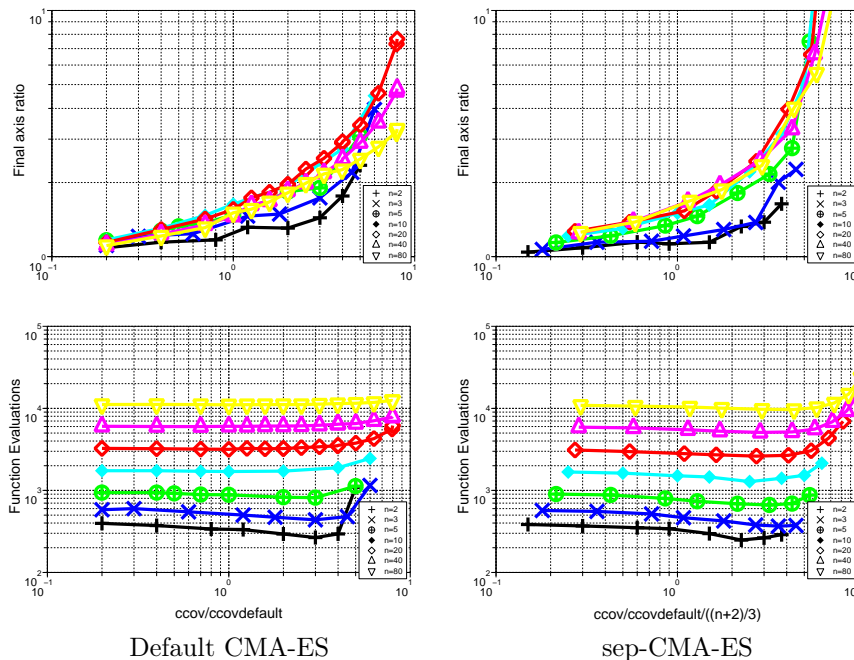 10 1
Final axis ratio
10 0
10 −1
10 0
10 1
n=2
n=3
n=5
n=10
n=20
n=40
n=80
10 1
Final axis ratio
10 0
10 −1
10 0
10 1
n=2
n=3
n=5
n=10
n=20
n=40
n=80
10 5
10 4
10 3
10 2
Function Evaluations
10 −1
10 0
10 1
n=2
n=3
n=5
n=10
n=20
n=40
n=80
ccov/ccovdefault
10 5
10 4
10 3
10 2
Function Evaluations
10 −1
10 0
10 1
n=2
n=3
n=5
n=10
n=20
n=40
n=80
ccov/ccovdefault/((n+2)/3)
Default CMA-ES
sep-CMA-ES